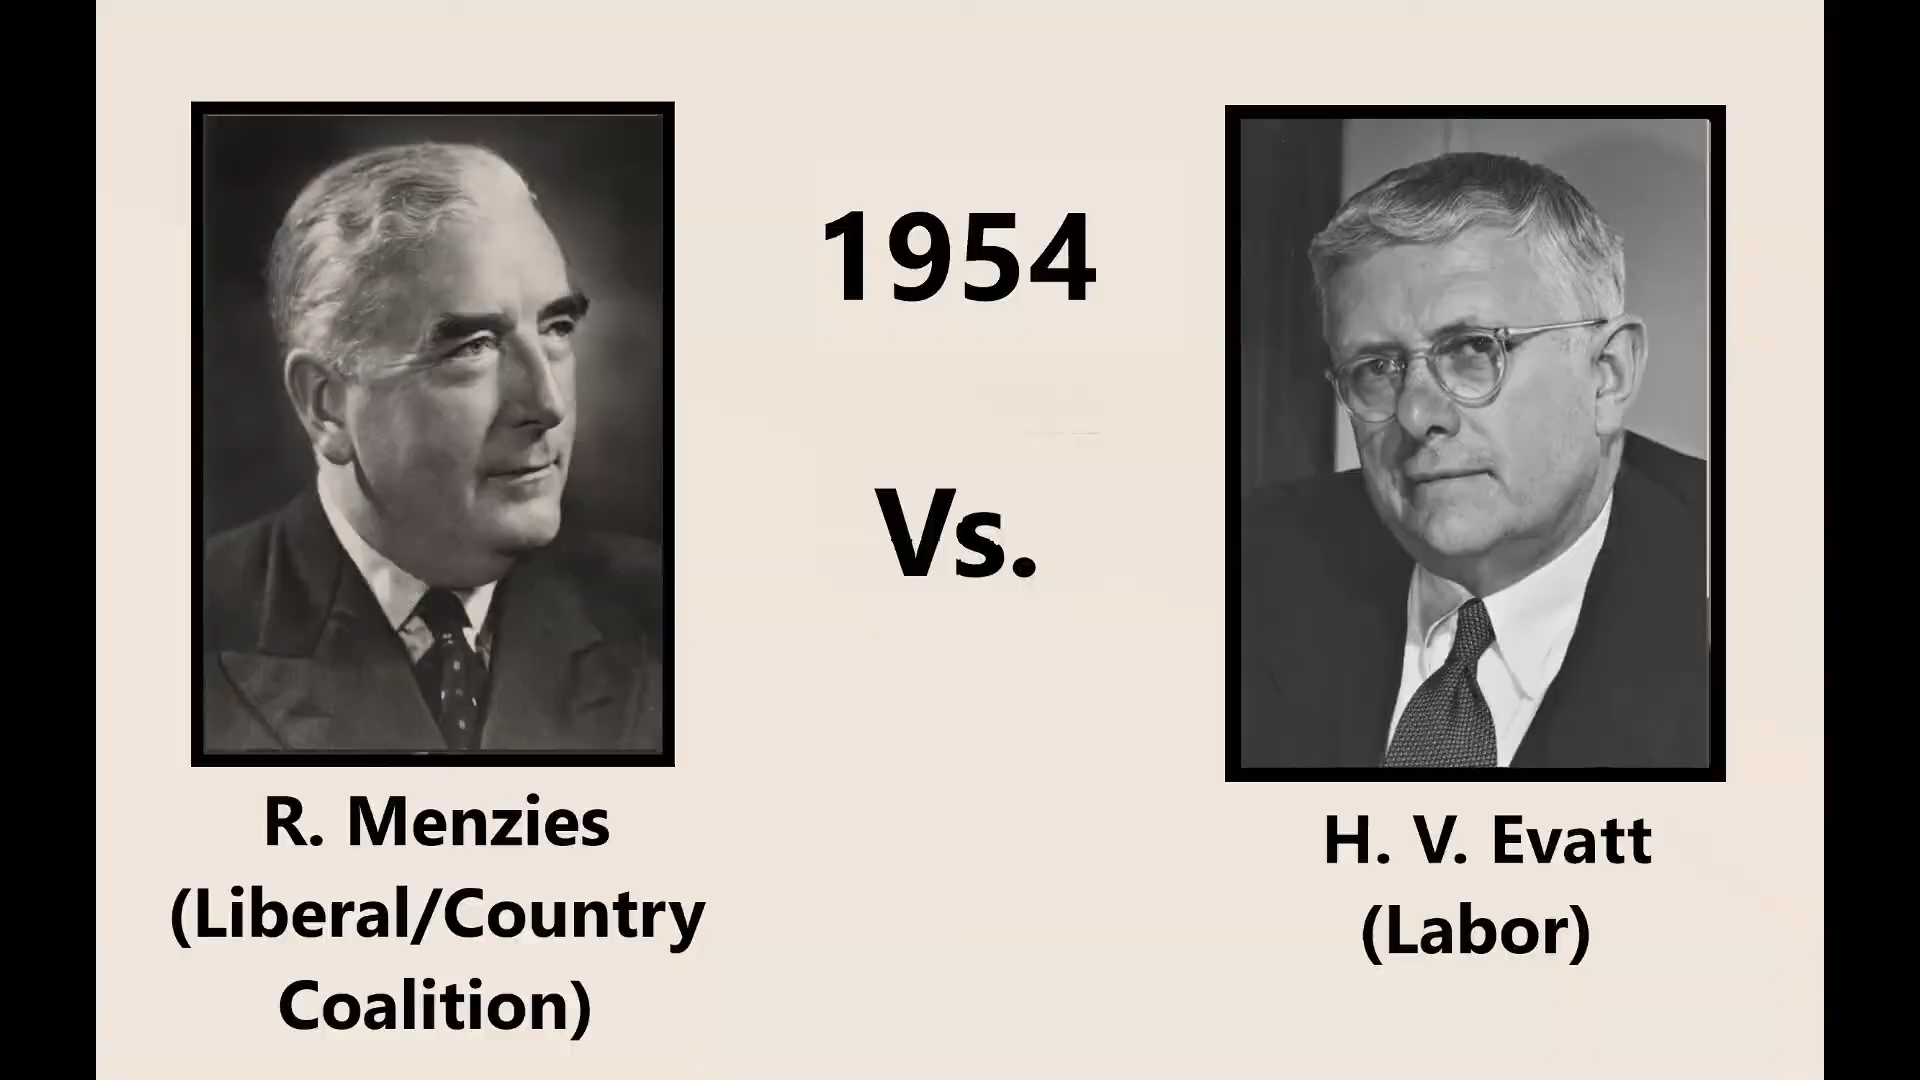 1954
Vs.
R. Menzies
(Liberal/Country
Coalition)
H. V. Evatt
(Labor)